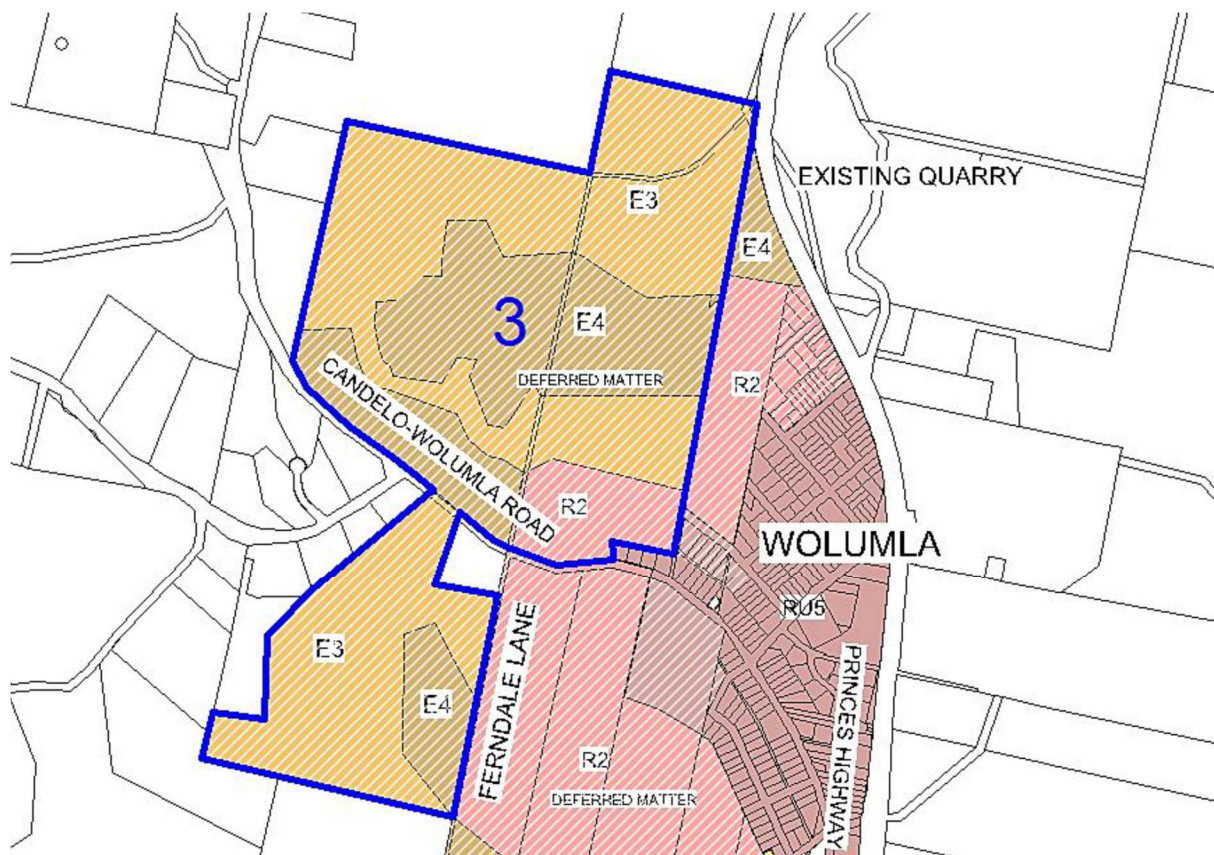 EXISTING QUARRY
E3
E4
3
E4
CANDELO-WOLUMLA ROAD
DEFERRED MATTER
R2
R2
WOLUMLA
RU5
E3
FERNDALE LANE
PRINCES HIGHWAY
E4
R2
DEFERRED MATTER